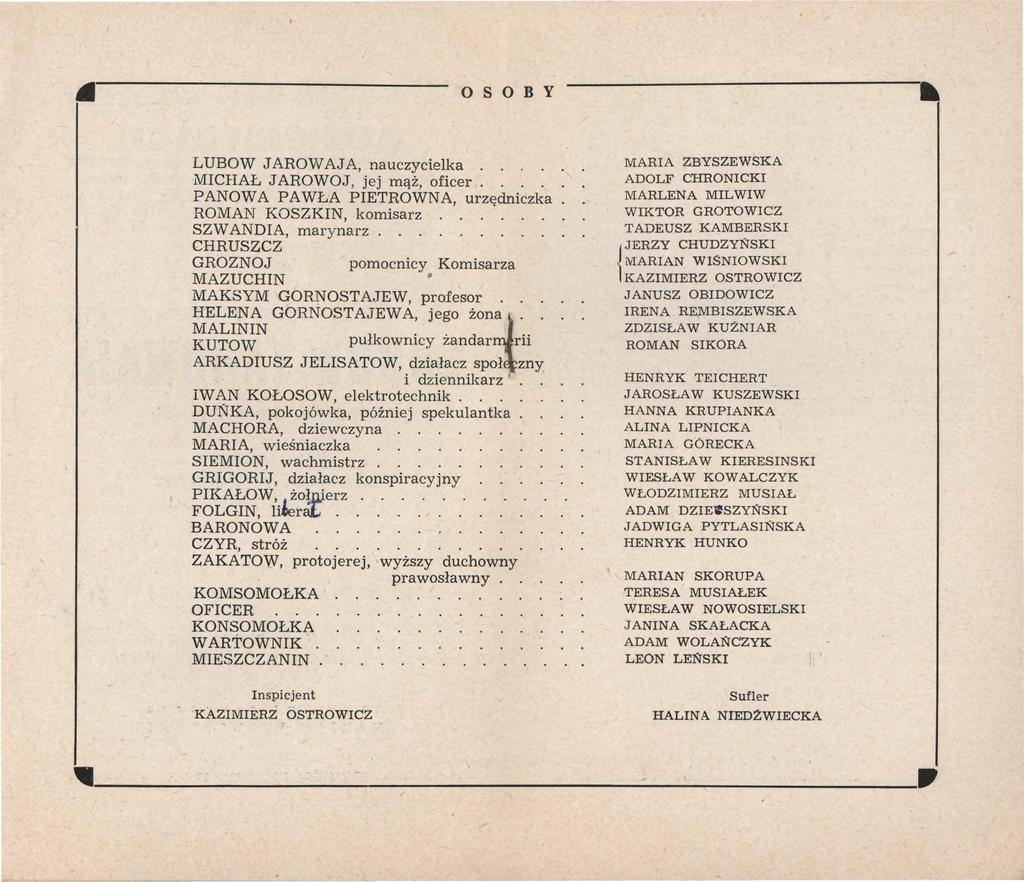 OSOBY
LUBOW JAROWAJA, nauczycielka . . . . . . MARIA ZBYSZEWSKA
MICHAŁ JAROWOJ, jej mąż, oficer . . . . . . ADOLF CHRONICKI
PANOWA PAWŁA PIETROWNA, urzędniczka . . MARLENA MILWIW
ROMAN KOSZKIN, komisarz . . . . . . . . WIKTOR GROTOWICZ
SZWANDIA, marynarz . . . . . . . . . . . TADEUSZ KAMBERSKI
CHRUSZCZ JERZY CHUDZYŃSKI
GROZNOJ pomocnicy Komisarza MARIAN WIŚNIOWSKI
MAZUCHIN KAZIMIERZ OSTROWICZ
MAKSYM GORNOSTAJEW, profesor . . . . . JANUSZ OBIDOWICZ
HELENA GORNOSTAJEWA, jego żona . . . . IRENA REMBISZEWSKA
MALININ ZDZISŁAW KUŹNIAR
KUTOW pułkownicy żandarmerii ROMAN SIKORA
ARKADIUSZ JELISATOW, działacz społeczny
i dziennikarz . . . . HENRYK TEICHERT
IWAN KOŁOSOW, elektrotechnik . . . . . . . JAROSŁAW KUSZEWSKI
DUŃKA, pokojówka, później spekulantka . . . . HANNA KRUPIANKA
MACHORA, dziewczyna . . . . . . . . . . ALINA LIPNICKA
MARIA, wieśniaczka . . . . . . . . . . . MARIA GÓRECKA
SIEMION, wachmistrz . . . . . . . . . . . STANISŁAW KIERESINSKI
GRIGORIJ, działacz konspiracyjny . . . . . . WIESŁAW KOWALCZYK
PIKAŁOW, żołnierz . . . . . . . . . . . WŁODZIMIERZ MUSIAŁ
FOLGIN, literat . . . . . . . . . . . . . ADAM DZIESZYŃSKI
BARONOWA . . . . . . . . . . . . . . JADWIGA PYTLASIŃSKA
CZYR, stróż . . . . . . . . . . . . . . HENRYK HUNKO
ZAKATOW, protojerej, wyższy duchowny
prawosławny . . . . . MARIAN SKORUPA
KOMSOMOŁKA . . . . . . . . . . . . . TERESA MUSIAŁEK
OFICER . . . . . . . . . . . . . . . . WIESŁAW NOWOSIELSKI
KONSOMOŁKA . . . . . . . . . . . . . JANINA SKAŁACKA
WARTOWNIK . . . . . . . . . . . . . . ADAM WOLAŃCZYK
MIESZCZANIN . . . . . . . . . . . . . . LEON LEŃSKI
Inspicjent Sufler
KAZIMIERZ OSTROWICZ HALINA NIEDŹWIECKA